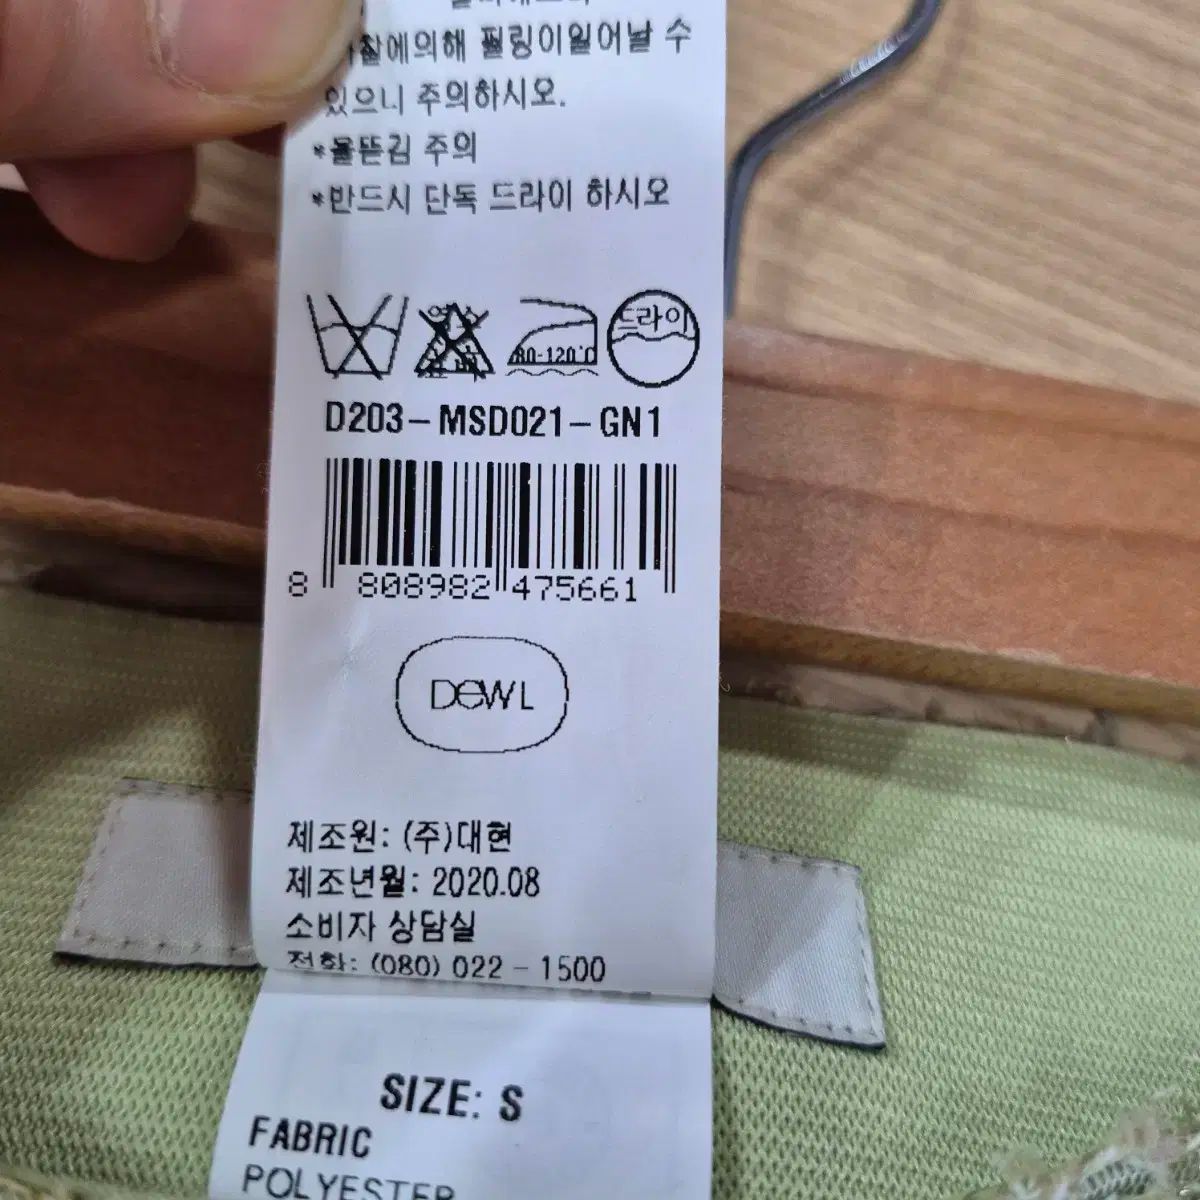 찰에의해 필링이일어날 수
있으니 주의하시오.
*올뜯김 주의
*반드시 단독 드라이 하시오
80-120℃
드라이
D203-MSD021-GN1
8 808982 475661
DEWL
제조원: (주)대현
제조년월: 2020.08
소비자 상담실
전화: (080) 022-1500
SIZE: S
FABRIC
POLYESTER